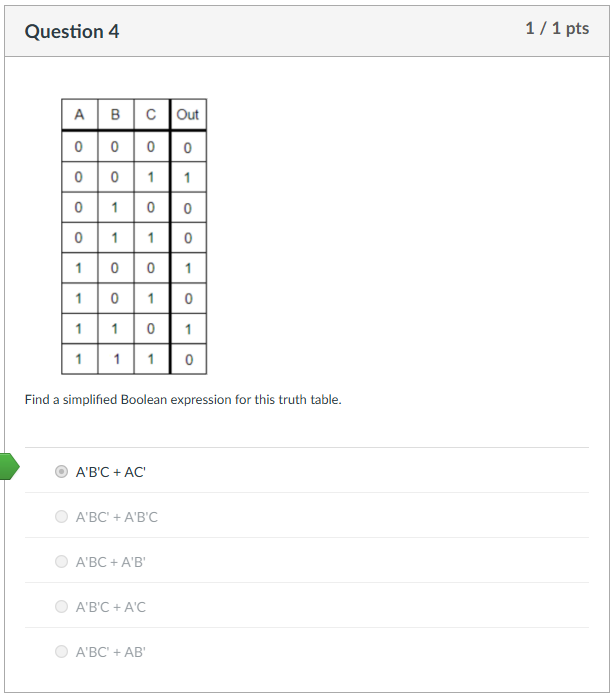 Question 4
1 / 1 pts
A B C Out
0 0 0 0
0 0 1 1
0 1 0 0
0 1 1 0
1 0 0 1
1 0 1 0
1 1 0 1
1 1 1 0
Find a simplified Boolean expression for this truth table.
A'B'C + AC'
A'BC' + A'B'C
A'BC + A'B'
A'B'C + A'C
A'BC' + AB'